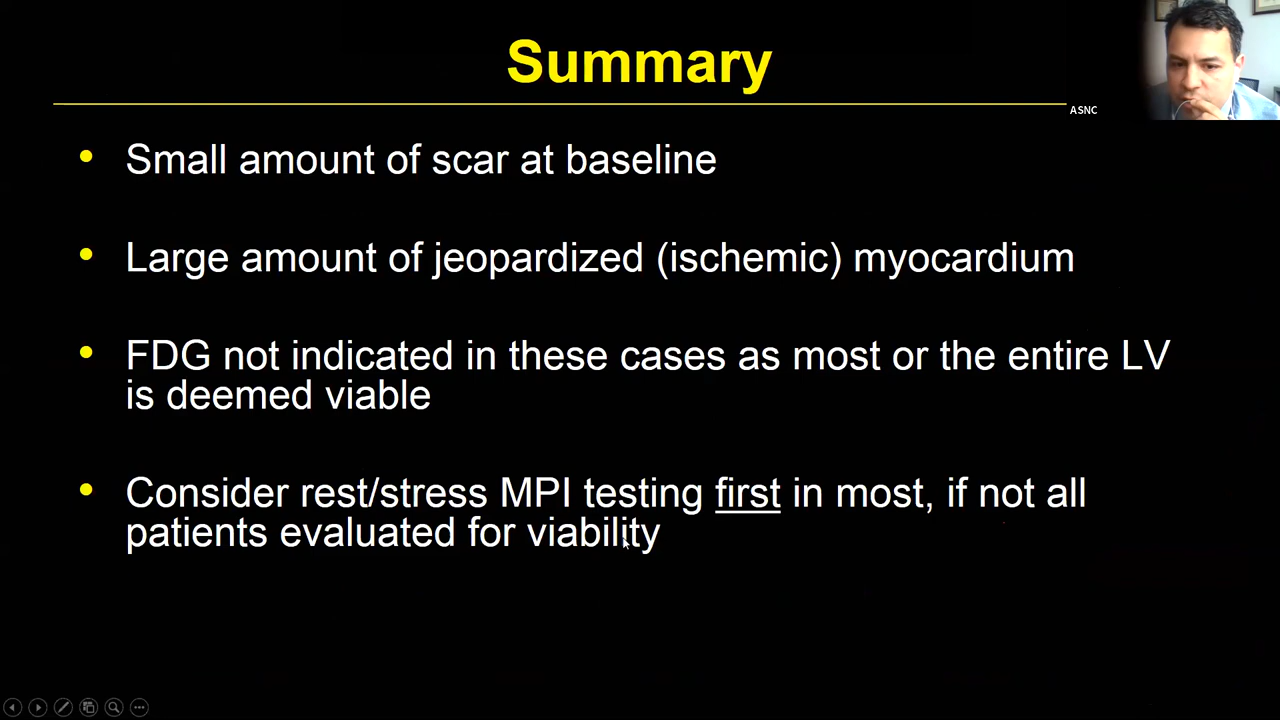 Summary
ASNC
• Small amount of scar at baseline
• Large amount of jeopardized (ischemic) myocardium
• FDG not indicated in these cases as most or the entire LV
is deemed viable
• Consider rest/stress MPI testing first in most, if not all
patients evaluated for viability